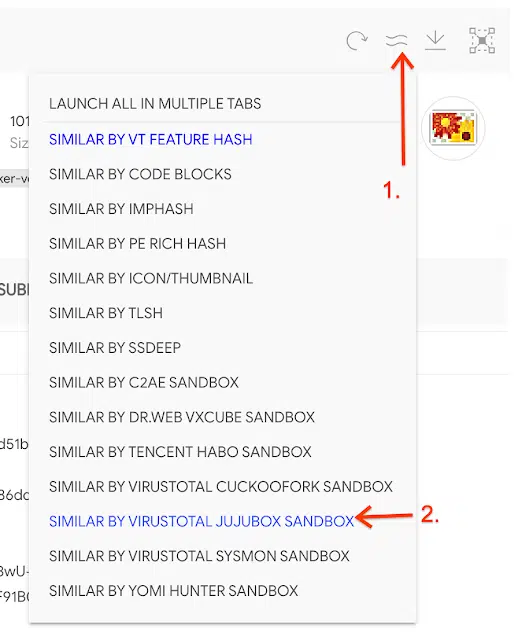 1.
LAUNCH ALL IN MULTIPLE TABS
101
Siz
SIMILAR BY VT FEATURE HASH
ker-v
SIMILAR BY CODE BLOCKS
SIMILAR BY IMPHASH
SIMILAR BY PE RICH HASH
SUB
SIMILAR BY ICON/THUMBNAIL
SIMILAR BY TLSH
SIMILAR BY SSDEEP
SIMILAR BY C2AE SANDBOX
SIMILAR BY DR.WEB VXCUBE SANDBOX
d51b
SIMILAR BY TENCENT HABO SANDBOX
SIMILAR BY VIRUSTOTAL CUCKOOFORK SANDBOX
86dc
SIMILAR BY VIRUSTOTAL JUJUBOX SANDBOX
2.
SIMILAR BY VIRUSTOTAL SYSMON SANDBOX
3wU-
SIMILAR BY YOMI HUNTER SANDBOX
F91B0